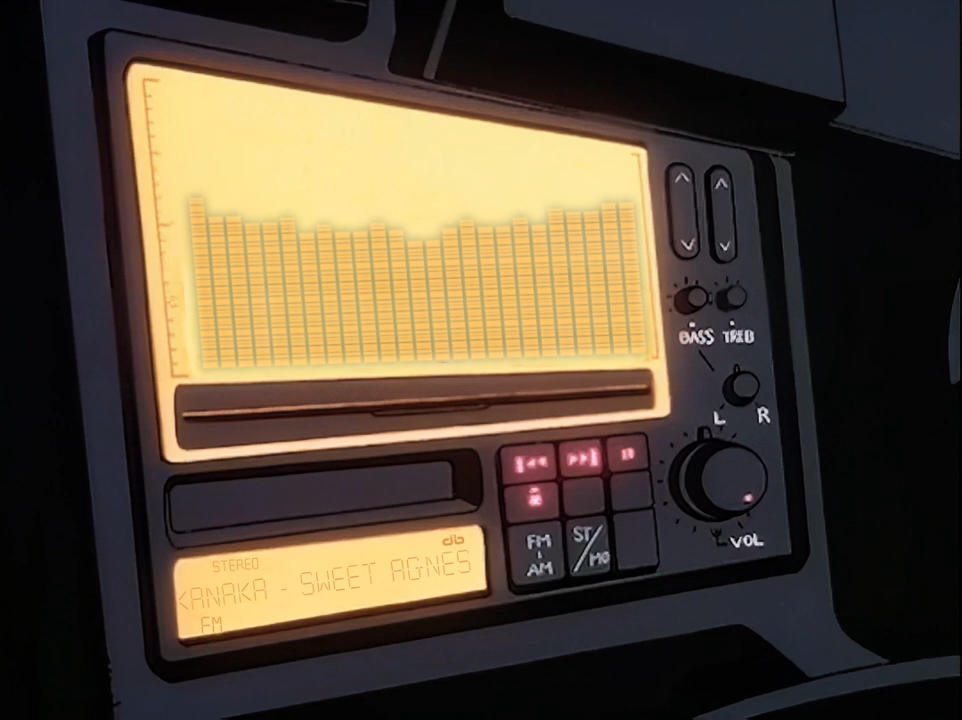 BASS TREB
L R
VOL
FM
AM
ST/MO
db
STEREO
KANAKA - SWEET AGNES
FM